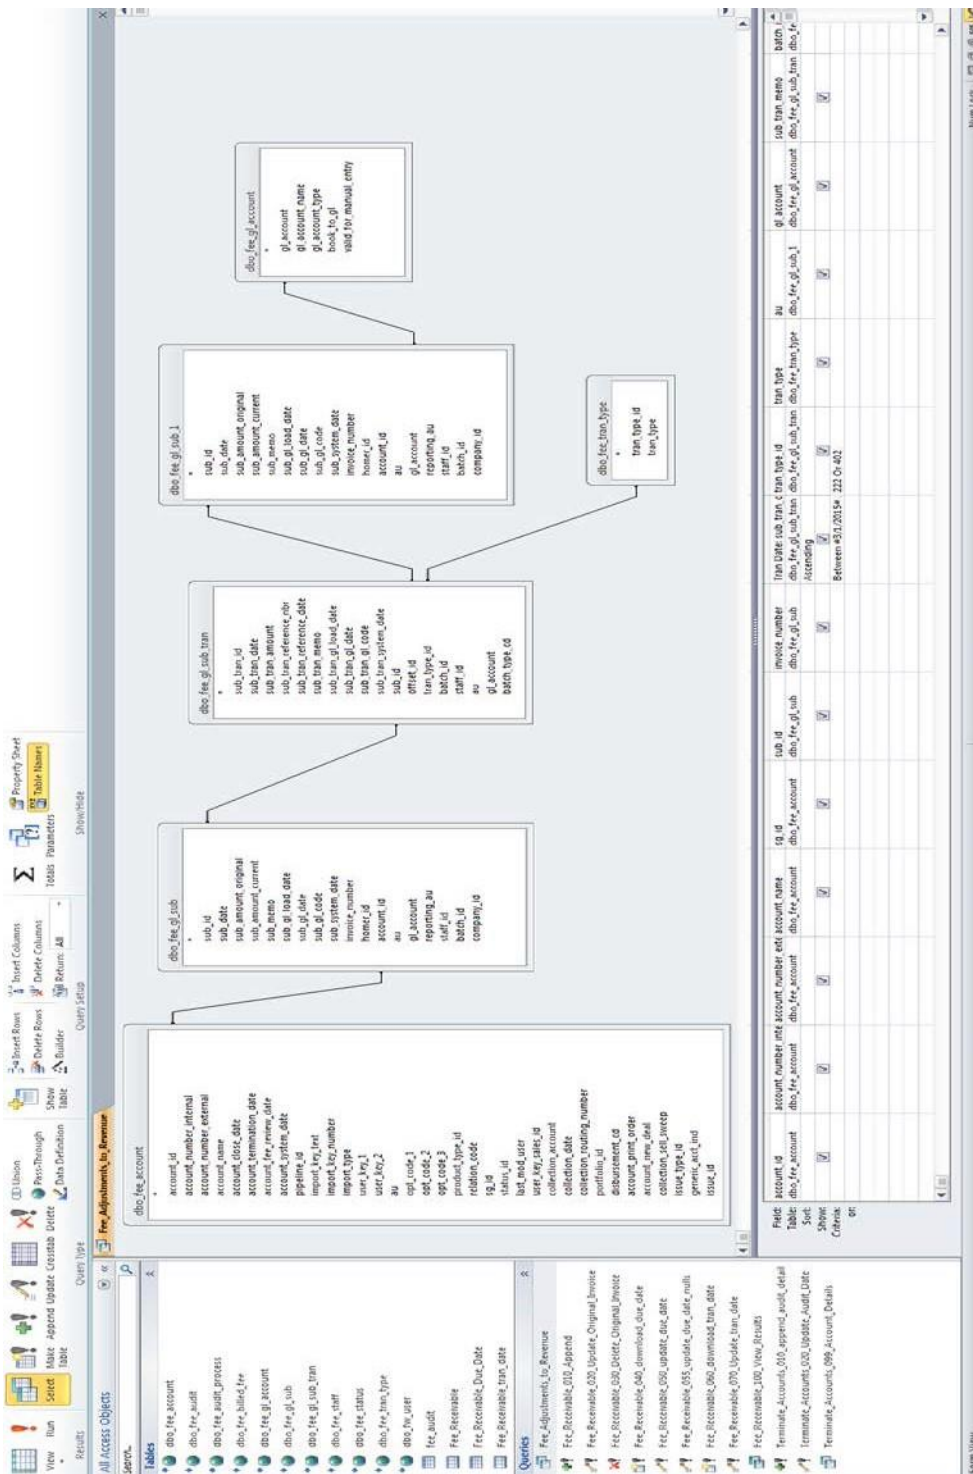 View
Run
Results
Select
Make Table
Append
Update
Crosstab
Delete
Union
Pass-Through
Data Definition
Query Type
Show Table
Insert Rows
Delete Rows
Builder
Insert Columns
Delete Columns
Return: All
Query Setup
Totals
Parameters
Property Sheet
Table Names
Show/Hide
All Access Objects
Search...
Tables
dbo_fee_account
dbo_fee_audit
dbo_fee_audit_process
dbo_fee_billed_fee
dbo_fee_gl_account
dbo_fee_gl_sub
dbo_fee_gl_sub_tran
dbo_fee_staff
dbo_fee_status
dbo_fee_tran_type
dbo_fw_user
fee_audit
Fee_Receivable
Fee_Receivable_Due_Date
Fee_Receivable_tran_date
Queries
Fee_Adjustments_to_Revenue
Fee_Receivable_010_Append
Fee_Receivable_020_Update_Original_Invoice
Fee_Receivable_030_Delete_Original_Invoice
Fee_Receivable_040_download_due_date
Fee_Receivable_050_update_due_date
Fee_Receivable_055_update_due_date_nulls
Fee_Receivable_060_download_tran_date
Fee_Receivable_070_Update_tran_date
Fee_Receivable_100_View_Results
Terminate_Accounts_010_append_audit_detail
Terminate_Accounts_020_Update_Audit_Date
Terminate_Accounts_099_Account_Details
Fee_Adjustments_to_Revenue
dbo_fee_account
*
account_id
account_number_internal
account_number_external
account_name
account_close_date
account_termination_date
account_fee_review_date
account_system_date
pipeline_id
import_key_text
import_key_number
import_type
user_key_1
user_key_2
au
opt_code_1
opt_code_2
opt_code_3
product_type_id
relation_code
sg_id
status_id
last_mod_user
user_key_sales_id
collection_account
collection_date
collection_routing_number
portfolio_id
disbursement_cd
account_print_order
account_new_deal
collection_sell_sweep
issue_type_id
generic_acct_ind
issue_id
dbo_fee_gl_sub
*
sub_id
sub_date
sub_amount_original
sub_amount_current
sub_memo
sub_gl_load_date
sub_gl_date
sub_gl_code
sub_system_date
invoice_number
homer_id
account_id
au
gl_account
reporting_au
staff_id
batch_id
company_id
dbo_fee_gl_sub_tran
*
sub_tran_id
sub_tran_date
sub_tran_amount
sub_tran_reference_nbr
sub_tran_reference_date
sub_tran_memo
sub_tran_gl_load_date
sub_tran_gl_date
sub_tran_gl_code
sub_tran_system_date
sub_id
offset_id
tran_type_id
batch_id
staff_id
au
gl_account
batch_type_cd
dbo_fee_gl_sub_1
*
sub_id
sub_date
sub_amount_original
sub_amount_current
sub_memo
sub_gl_load_date
sub_gl_date
sub_gl_code
sub_system_date
invoice_number
homer_id
account_id
au
gl_account
reporting_au
staff_id
batch_id
company_id
dbo_fee_tran_type
*
tran_type_id
tran_type
dbo_fee_gl_account
*
gl_account
gl_account_name
gl_account_type
book_to_gl
valid_for_manual_entry
Field: account_id account_number_inte account_number_exte account_name sg_id sub_id invoice_number Tran Date: sub_tran_c tran_type_id tran_type au gl_account sub_tran_memo batch_i
Table: dbo_fee_account dbo_fee_account dbo_fee_account dbo_fee_account dbo_fee_account dbo_fee_gl_sub dbo_fee_gl_sub dbo_fee_gl_sub_tran dbo_fee_gl_sub_tran dbo_fee_tran_type dbo_fee_gl_sub_1 dbo_fee_gl_account dbo_fee_gl_sub_tran dbo_fe
Sort: Ascending
Show:
Criteria: Between #3/1/2015# 222 Or 402
or:
Num Lock